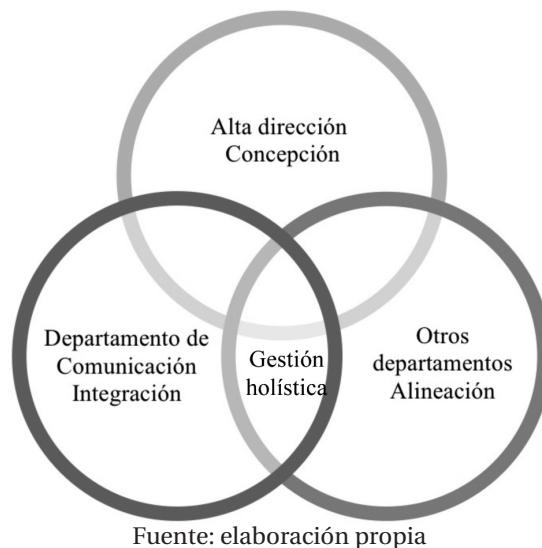 Alta dirección
Concepción
Departamento de
Comunicación
Integración
Gestión
holística
Otros
departamentos
Alineación
Fuente: elaboración propia